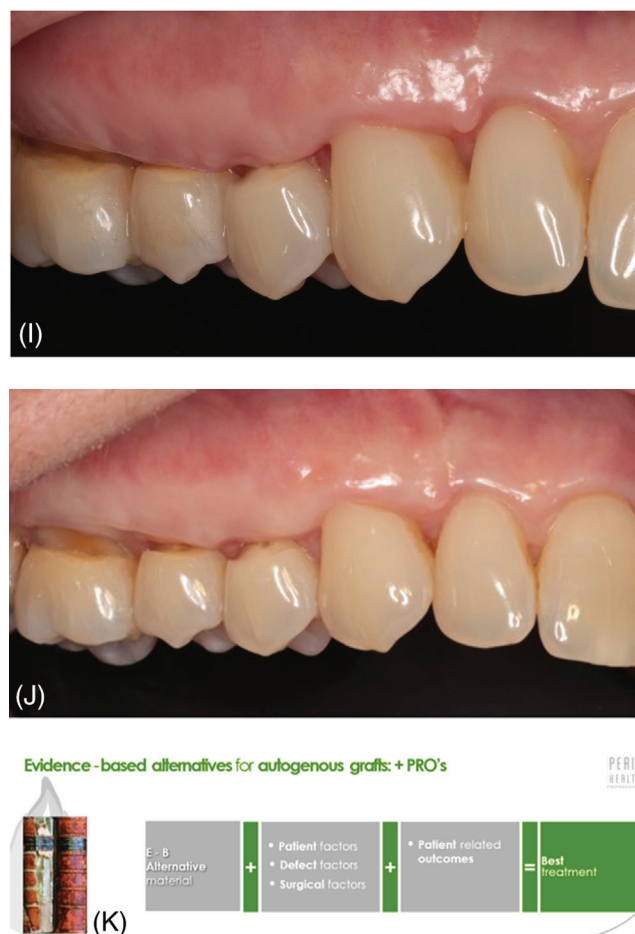 (I)
(J)
Evidence-based alternatives for autogenous grafts: + PRO's
PERI
HEALT
E - B
Alternative
material
+
• Patient factors
• Defect factors
• Surgical factors
+
• Patient related
outcomes
=
Best
treatment
(K)